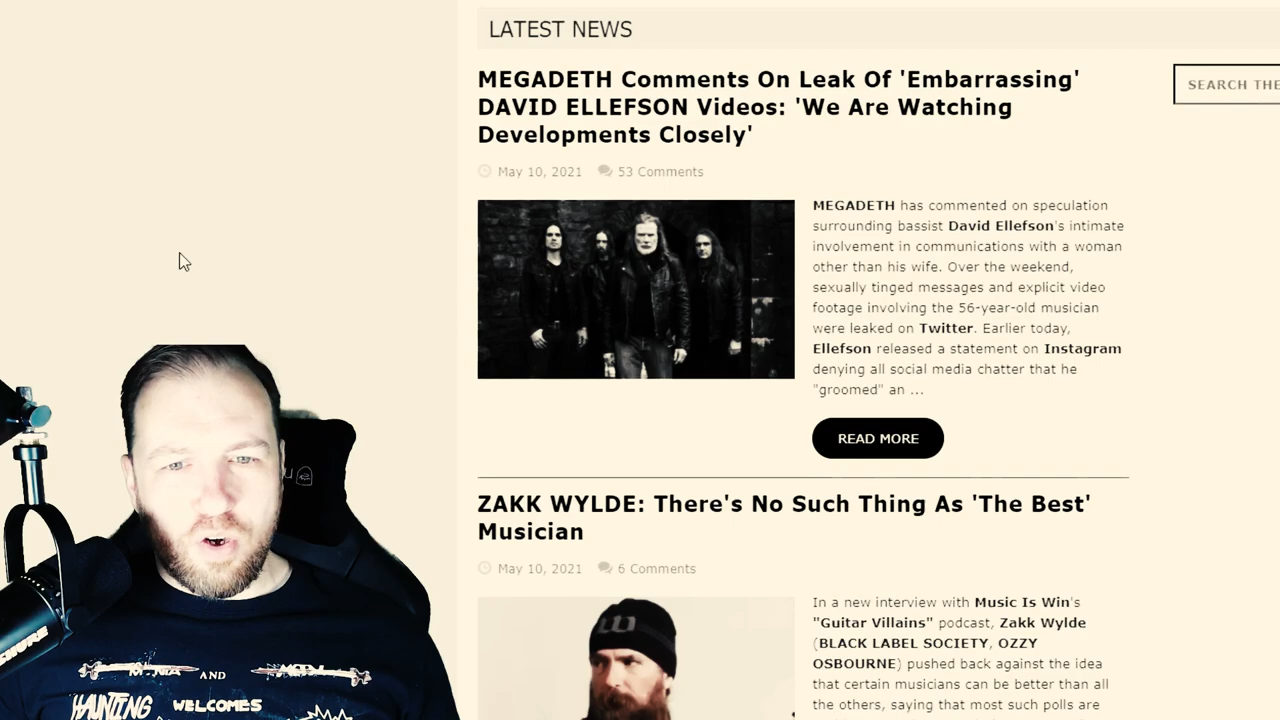 LATEST NEWS
MEGADETH Comments On Leak Of 'Embarrassing'
DAVID ELLEFSON Videos: 'We Are Watching
Developments Closely'
SEARCH THE
May 10, 2021 53 Comments
MEGADETH has commented on speculation
surrounding bassist David Ellefson's intimate
involvement in communications with a woman
other than his wife. Over the weekend,
sexually tinged messages and explicit video
footage involving the 56-year-old musician
were leaked on Twitter. Earlier today,
Ellefson released a statement on Instagram
denying all social media chatter that he
"groomed" an ...
READ MORE
ZAKK WYLDE: There's No Such Thing As 'The Best'
Musician
May 10, 2021 6 Comments
In a new interview with Music Is Win's
"Guitar Villains" podcast, Zakk Wylde
(BLACK LABEL SOCIETY, OZZY
OSBOURNE) pushed back against the idea
that certain musicians can be better than all
the others, saying that most such polls are
SHURE
AND
HAUNTING WELCOMES